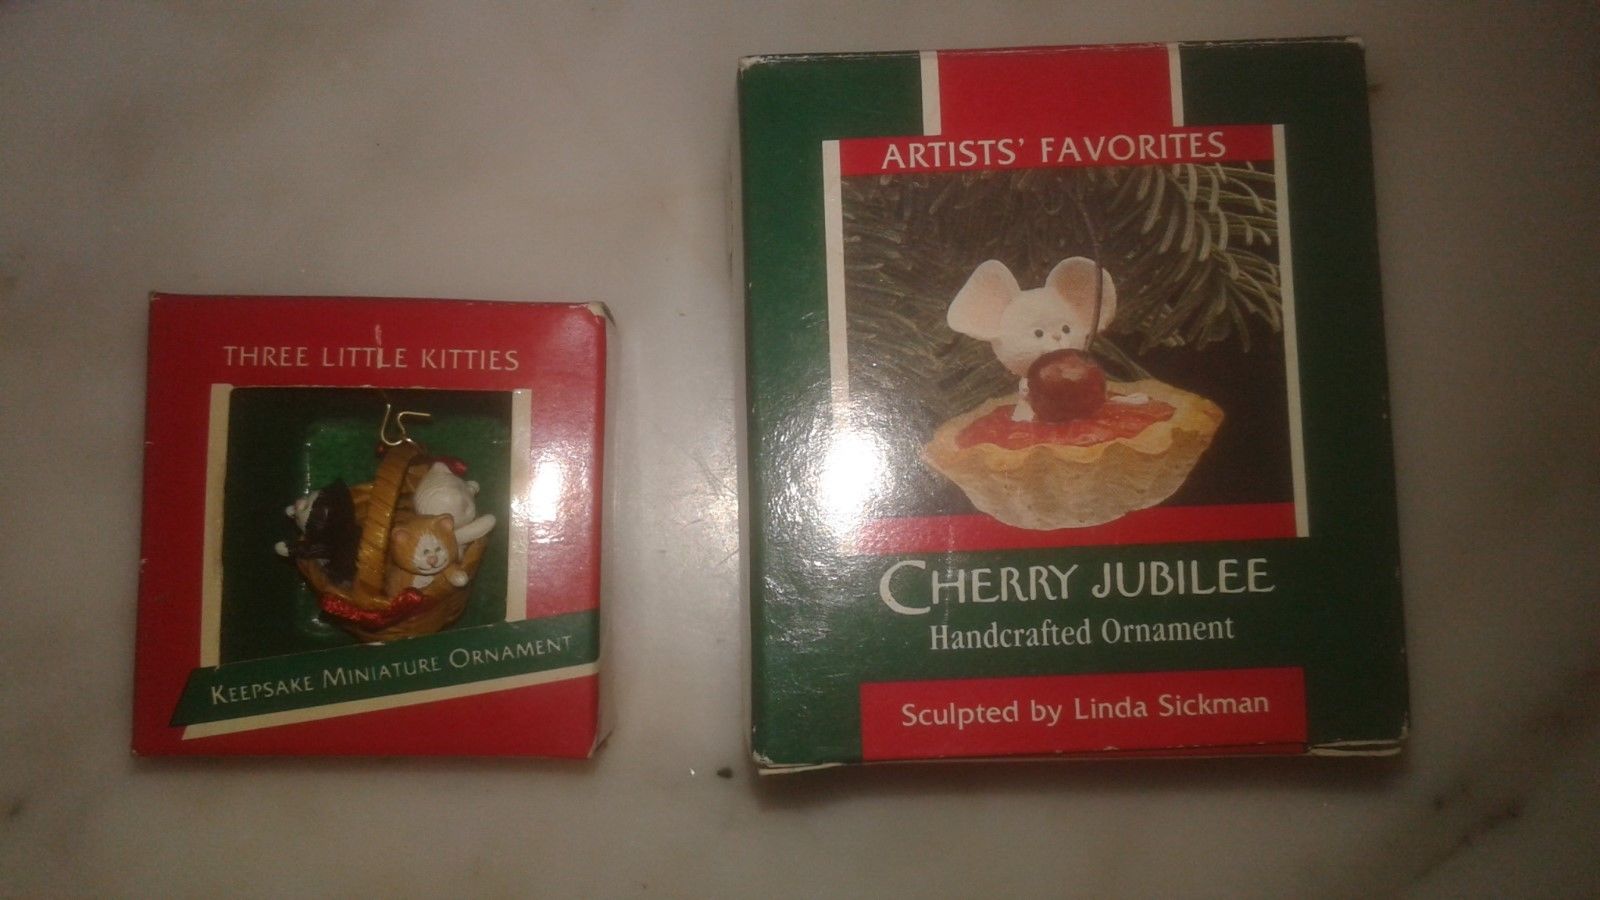 THREE LITTLE KITTIES
KEEPSAKE MINIATURE ORNAMENT
ARTISTS' FAVORITES
CHERRY JUBILEE
Handcrafted Ornament
Sculpted by Linda Sickman